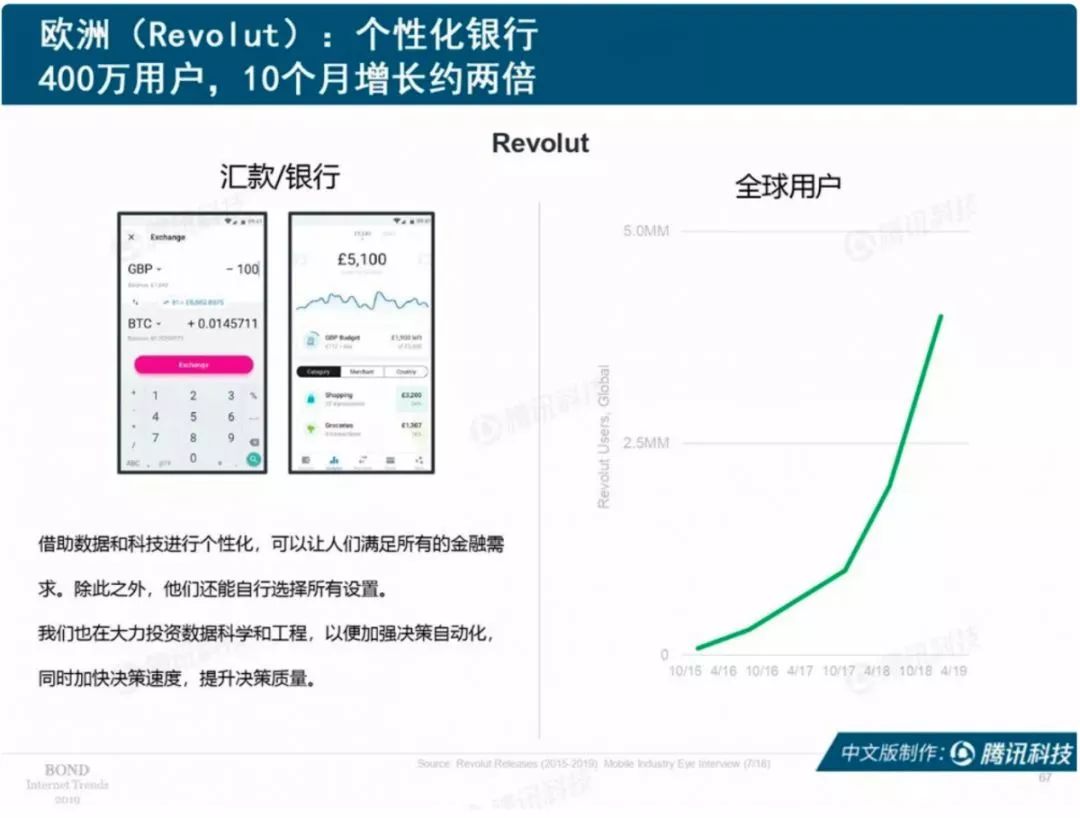 欧洲（Revolut）：个性化银行
400万用户，10个月增长约两倍
Revolut
汇款/银行
全球用户
Exchange
GBP
− 100
BTC
+ 0.0145711
Exchange
1 2 3 %
4 5 6
7 8 9
ABC
0
£5,100
GBP Budget
£1,900 left
Category Merchant Country
Shopping
£3,200
Groceries
5.0MM
2.5MM
0
Revolut Users, Global
10/15 4/16 10/16 4/17 10/17 4/18 10/18 4/19
借助数据和科技进行个性化，可以让人们满足所有的金融需
求。除此之外，他们还能自行选择所有设置。
我们也在大力投资数据科学和工程，以便加强决策自动化，
同时加快决策速度，提升决策质量。
BOND
Internet Trends
2019
Source: Revolut Releases (2015-2019) Mobile Industry Eye Interview (7/18)
中文版制作：腾讯科技
67
腾讯科技